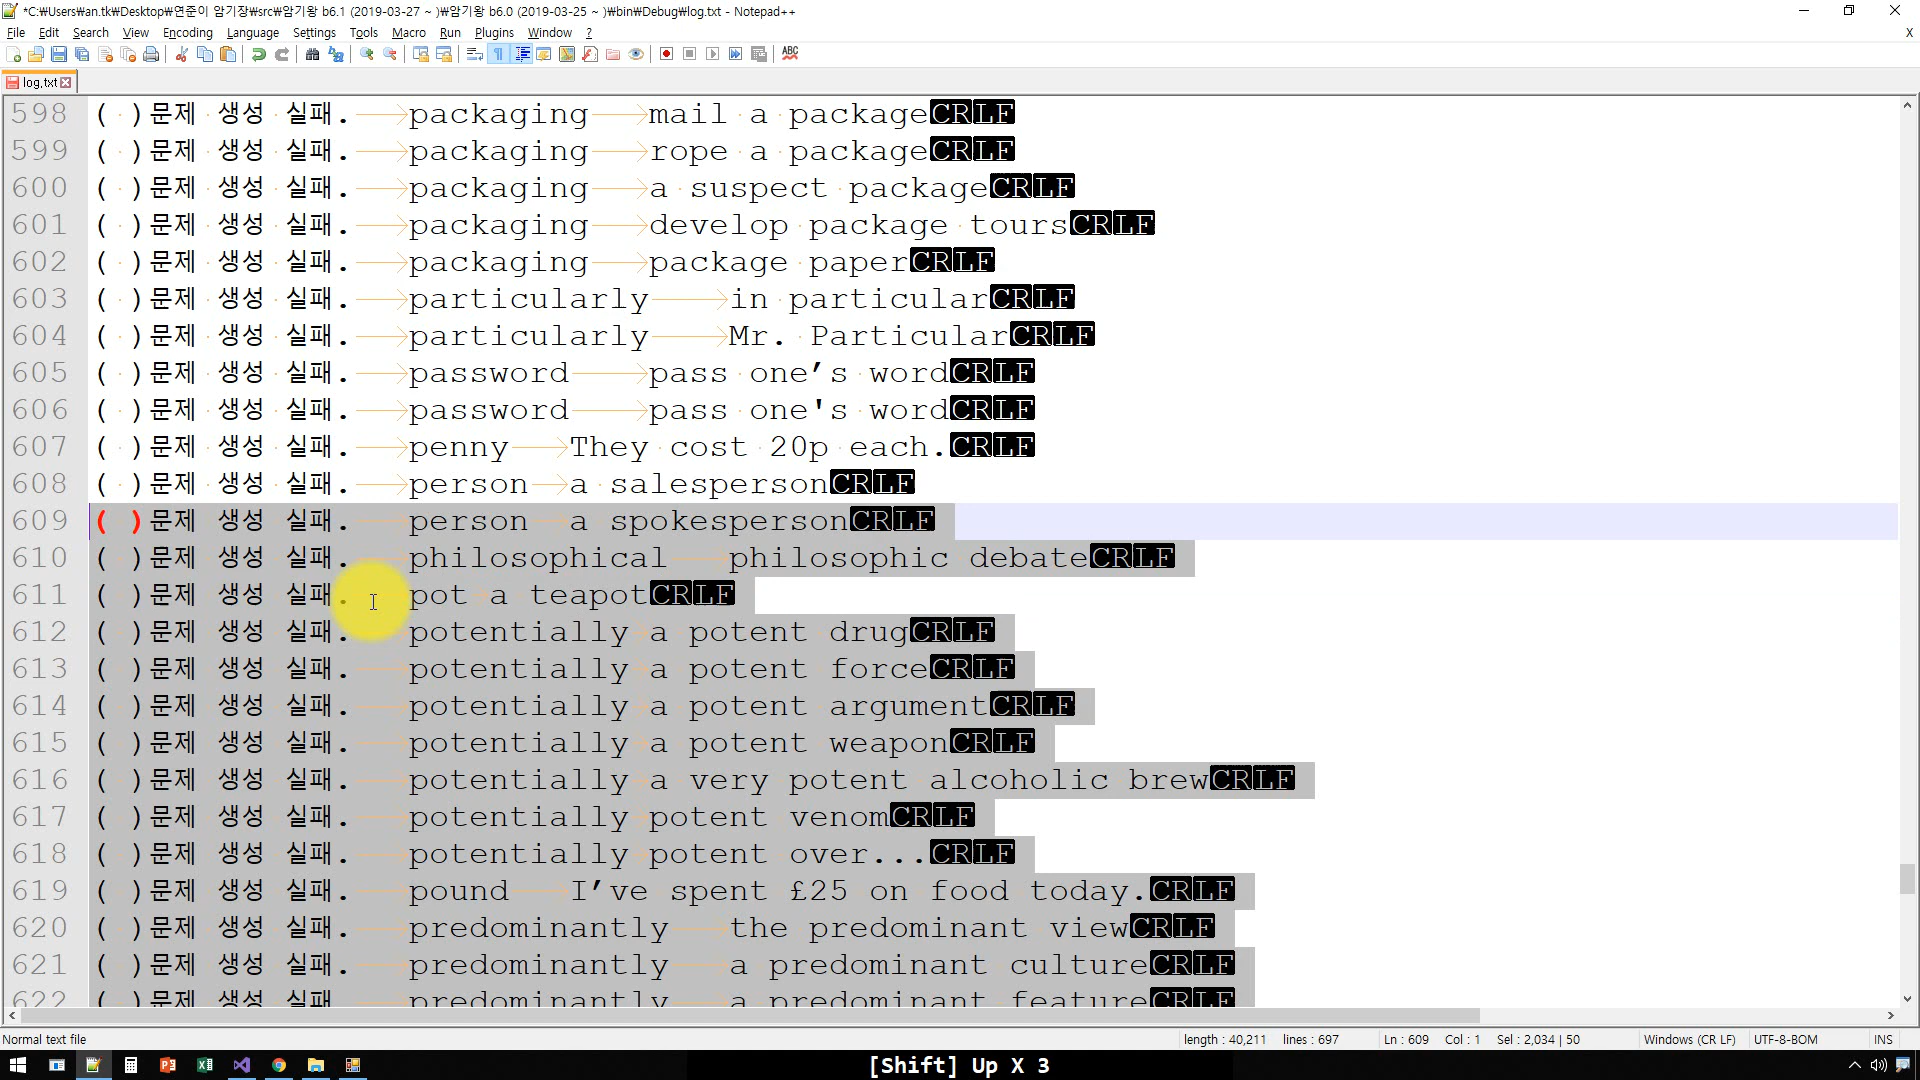 *C:\Users\an.tk\Desktop\연준이 암기장\src\암기왕 b6.1 (2019-03-27 ~ )\암기왕 b6.0 (2019-03-25 ~ )\bin\Debug\log.txt - Notepad++
File Edit Search View Encoding Language Settings Tools Macro Run Plugins Window ? X
log.txt
598 ( )문제 생성 실패. packaging mail a packageCRLF
599 ( )문제 생성 실패. packaging rope a packageCRLF
600 ( )문제 생성 실패. packaging a suspect packageCRLF
601 ( )문제 생성 실패. packaging develop package toursCRLF
602 ( )문제 생성 실패. packaging package paperCRLF
603 ( )문제 생성 실패. particularly in particularCRLF
604 ( )문제 생성 실패. particularly Mr. ParticularCRLF
605 ( )문제 생성 실패. password pass one’s wordCRLF
606 ( )문제 생성 실패. password pass one's wordCRLF
607 ( )문제 생성 실패. penny They cost 20p each.CRLF
608 ( )문제 생성 실패. person a salespersonCRLF
609 ( )문제 생성 실패. person a spokespersonCRLF
610 ( )문제 생성 실패. philosophical philosophic debateCRLF
611 ( )문제 생성 실패. pot a teapotCRLF
612 ( )문제 생성 실패. potentially a potent drugCRLF
613 ( )문제 생성 실패. potentially a potent forceCRLF
614 ( )문제 생성 실패. potentially a potent argumentCRLF
615 ( )문제 생성 실패. potentially a potent weaponCRLF
616 ( )문제 생성 실패. potentially a very potent alcoholic brewCRLF
617 ( )문제 생성 실패. potentially potent venomCRLF
618 ( )문제 생성 실패. potentially potent over...CRLF
619 ( )문제 생성 실패. pound I’ve spent £25 on food today.CRLF
620 ( )문제 생성 실패. predominantly the predominant viewCRLF
621 ( )문제 생성 실패. predominantly a predominant cultureCRLF
622 ( )문제 생성 실패. predominantly a predominant featureCRLF
Normal text file length : 40,211 lines : 697 Ln : 609 Col : 1 Sel : 2,034 | 50 Windows (CR LF) UTF-8-BOM INS
[Shift] Up X 3